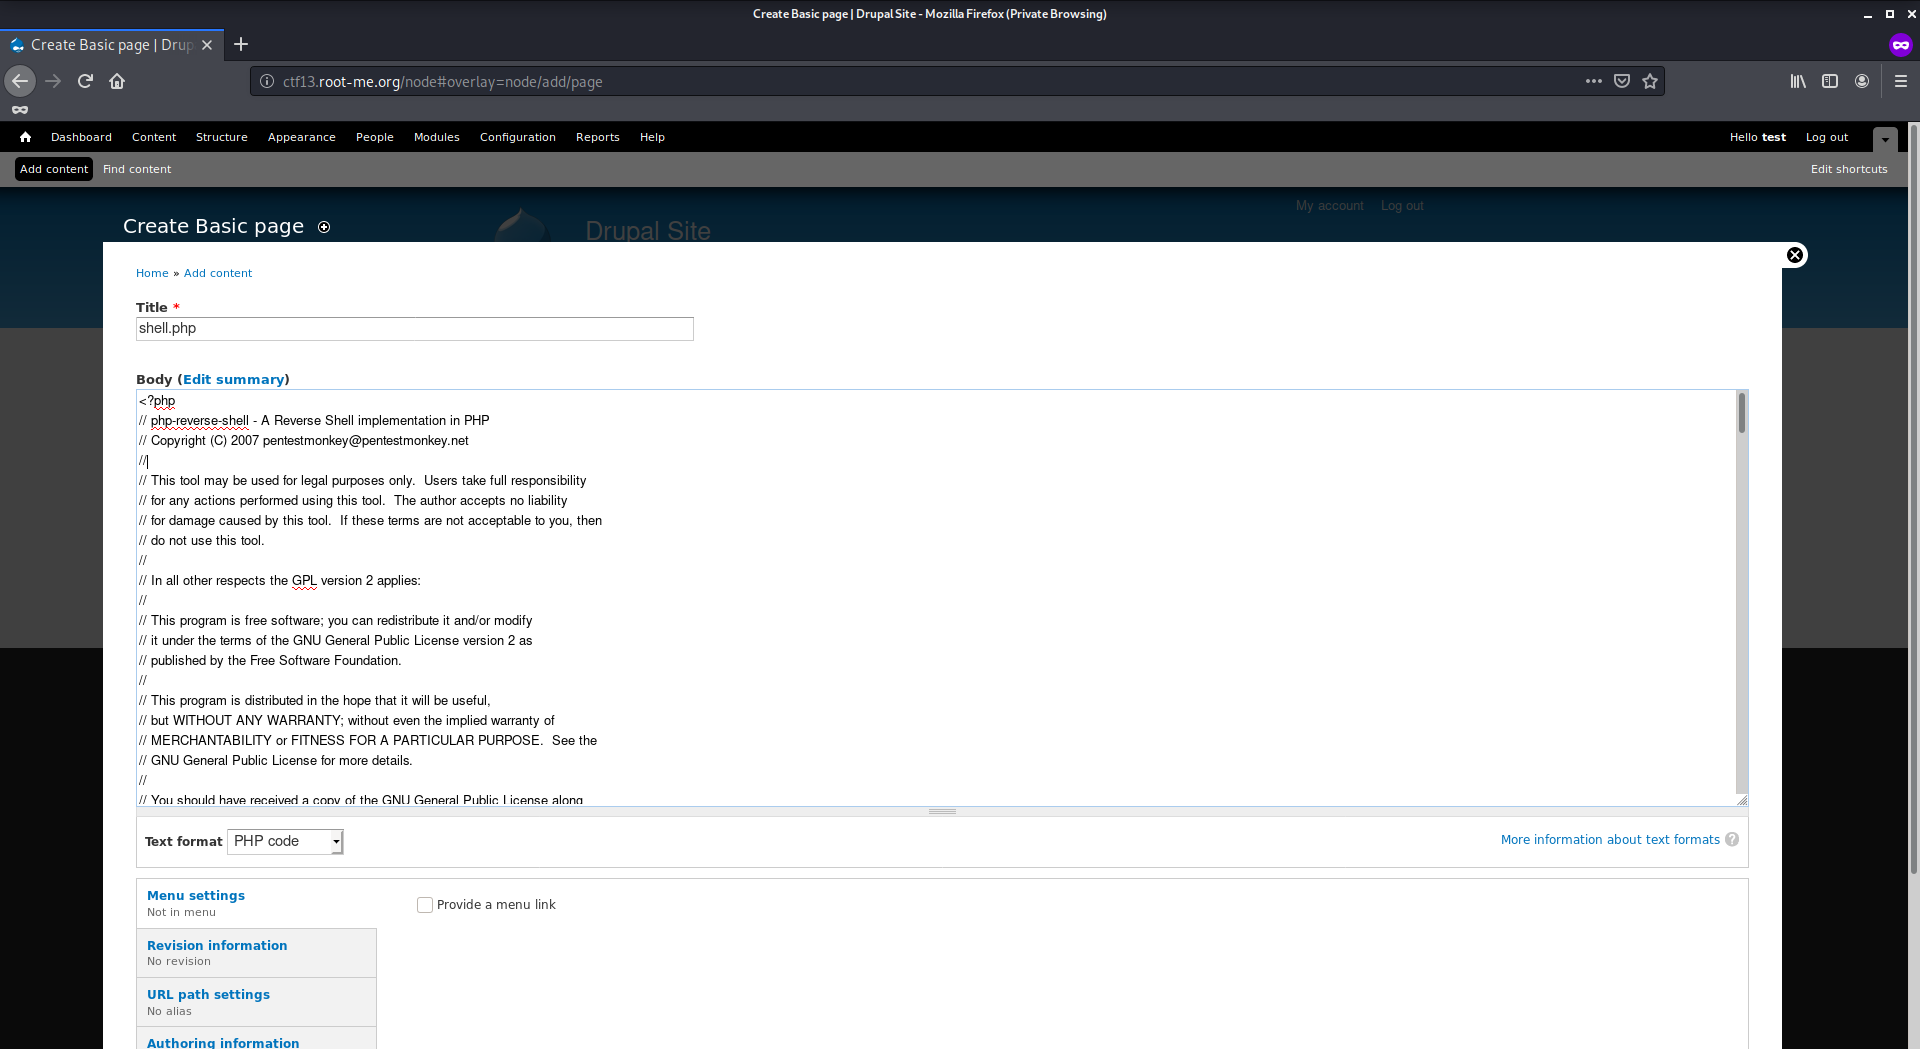 Create Basic page | Drupal Site - Mozilla Firefox (Private Browsing)
Create Basic page | Drup
ctf13.root-me.org/node#overlay=node/add/page
Dashboard Content Structure Appearance People Modules Configuration Reports Help Hello test Log out
Add content Find content Edit shortcuts
My account Log out
Create Basic page
Drupal Site
Home » Add content
Title *
shell.php
Body (Edit summary)
<?php
// php-reverse-shell - A Reverse Shell implementation in PHP
// Copyright (C) 2007 pentestmonkey@pentestmonkey.net
//
// This tool may be used for legal purposes only.  Users take full responsibility
// for any actions performed using this tool.  The author accepts no liability
// for damage caused by this tool.  If these terms are not acceptable to you, then
// do not use this tool.
//
// In all other respects the GPL version 2 applies:
//
// This program is free software; you can redistribute it and/or modify
// it under the terms of the GNU General Public License version 2 as
// published by the Free Software Foundation.
//
// This program is distributed in the hope that it will be useful,
// but WITHOUT ANY WARRANTY; without even the implied warranty of
// MERCHANTABILITY or FITNESS FOR A PARTICULAR PURPOSE.  See the
// GNU General Public License for more details.
//
// You should have received a copy of the GNU General Public License along
Text format PHP code More information about text formats ?
Menu settings
Not in menu
Provide a menu link
Revision information
No revision
URL path settings
No alias
Authoring information